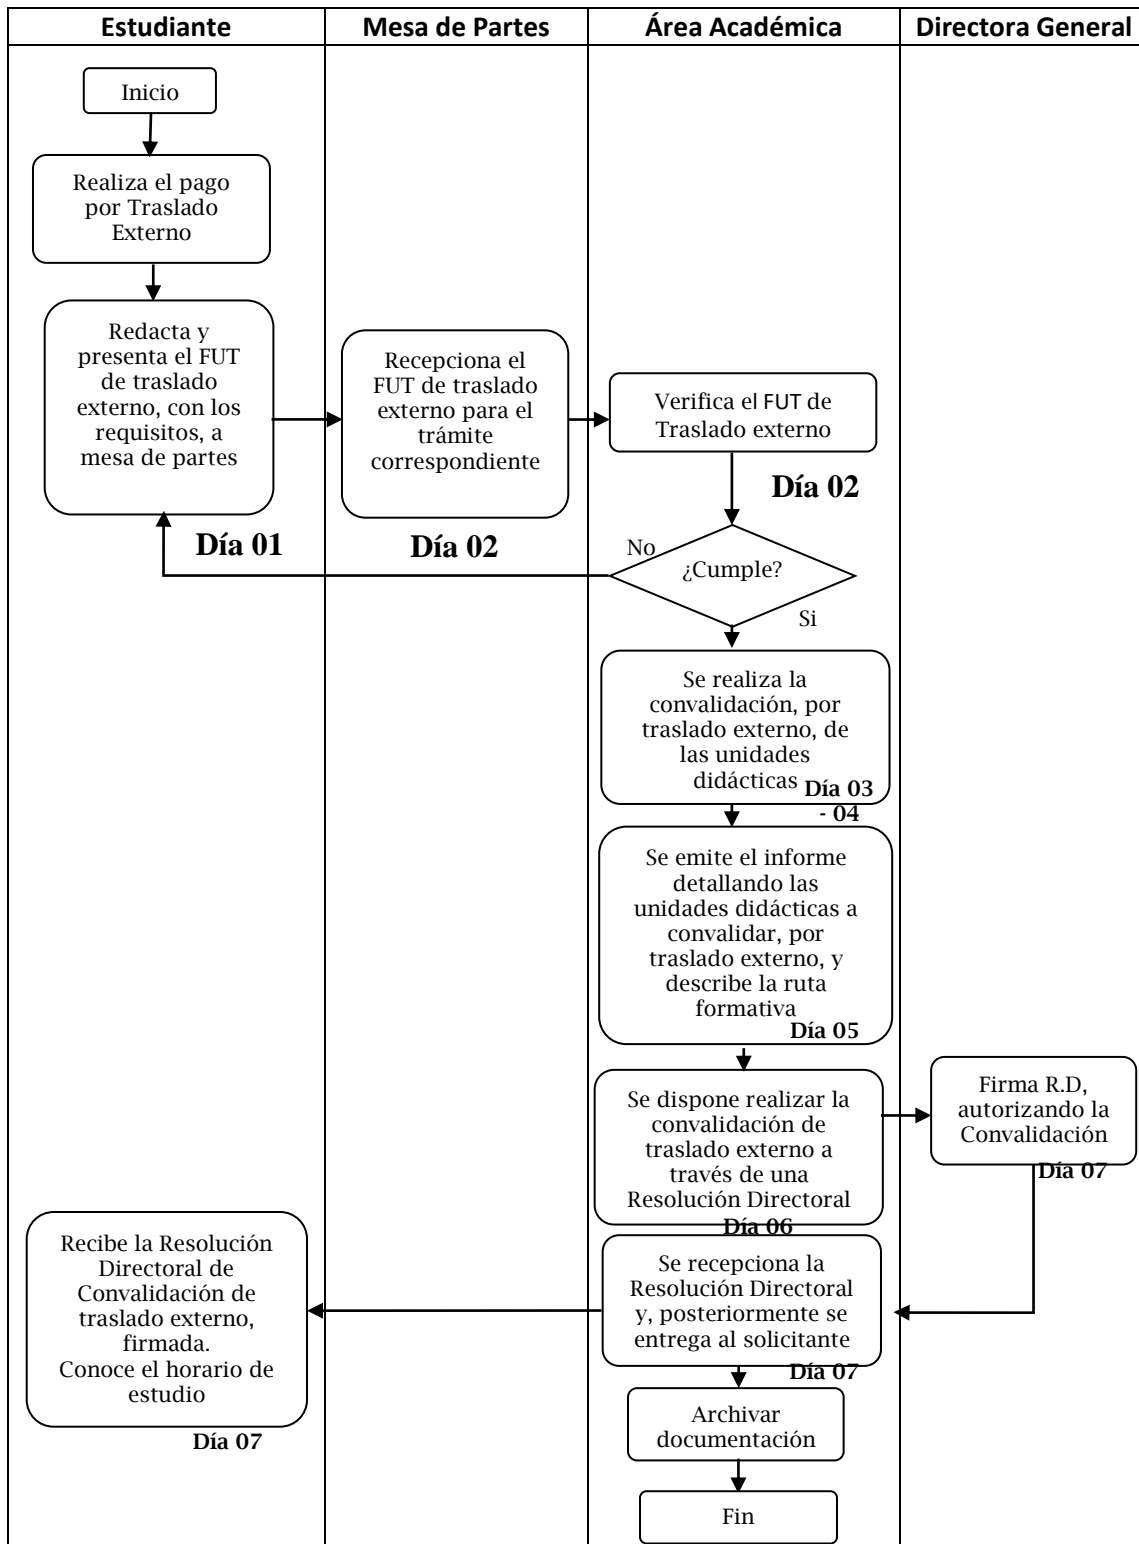 Estudiante
Mesa de Partes
Área Académica
Directora General
Inicio
Realiza el pago
por Traslado
Externo
Redacta y
presenta el FUT
de traslado
externo, con los
requisitos, a
mesa de partes
Día 01
Recepciona el
FUT de traslado
externo para el
trámite
correspondiente
Día 02
Verifica el FUT de
Traslado externo
Día 02
No
¿Cumple?
Si
Se realiza la
convalidación, por
traslado externo, de
las unidades
didácticas
Día 03
- 04
Se emite el informe
detallando las
unidades didácticas a
convalidar, por
traslado externo, y
describe la ruta
formativa
Día 05
Se dispone realizar la
convalidación de
traslado externo a
través de una
Resolución Directoral
Día 06
Firma R.D,
autorizando la
Convalidación
Día 07
Se recepciona la
Resolución Directoral
y, posteriormente se
entrega al solicitante
Día 07
Recibe la Resolución
Directoral de
Convalidación de
traslado externo,
firmada.
Conoce el horario de
estudio
Día 07
Archivar
documentación
Fin